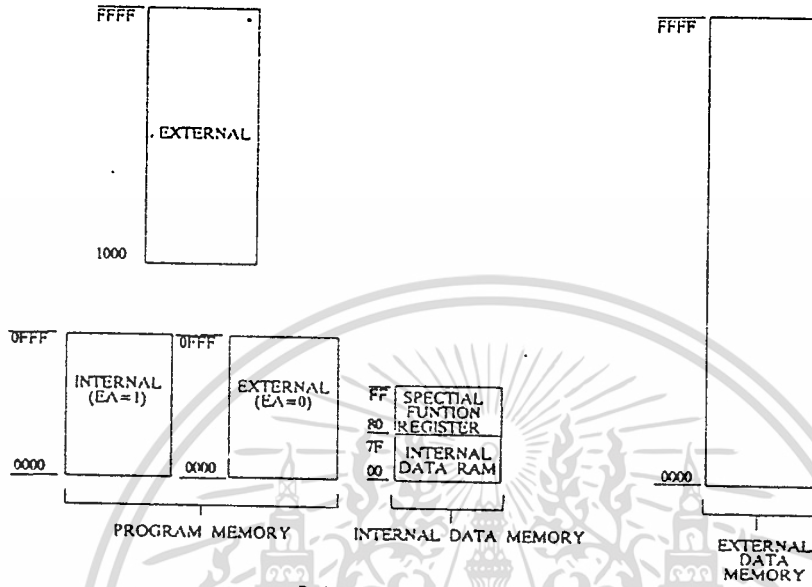 FFFF
EXTERNAL
1000
FFFF
0FFF
INTERNAL
(EA=1)
0000
0FFF
EXTERNAL
(EA=0)
0000
FF
SPECTIAL
FUNTION
REGISTER
80
7F
INTERNAL
DATA RAM
00
0000
PROGRAM MEMORY
INTERNAL DATA MEMORY
EXTERNAL
DATA
MEMORY